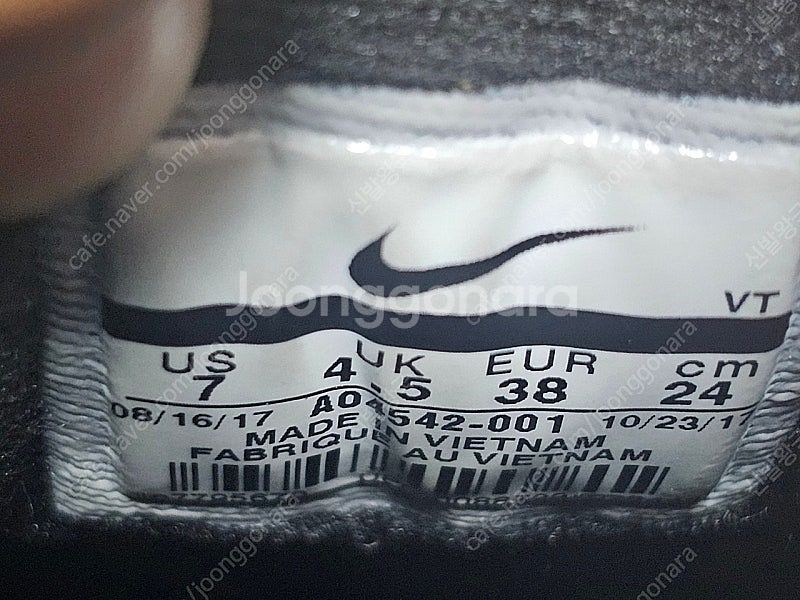 VT
US UK EUR cm
7 4.5 38 24
08/16/17 AO4542-001 10/23/17
MADE IN VIETNAM
FABRIQUE AU VIETNAM
Joonggonara
cafe.naver.com/joonggonara